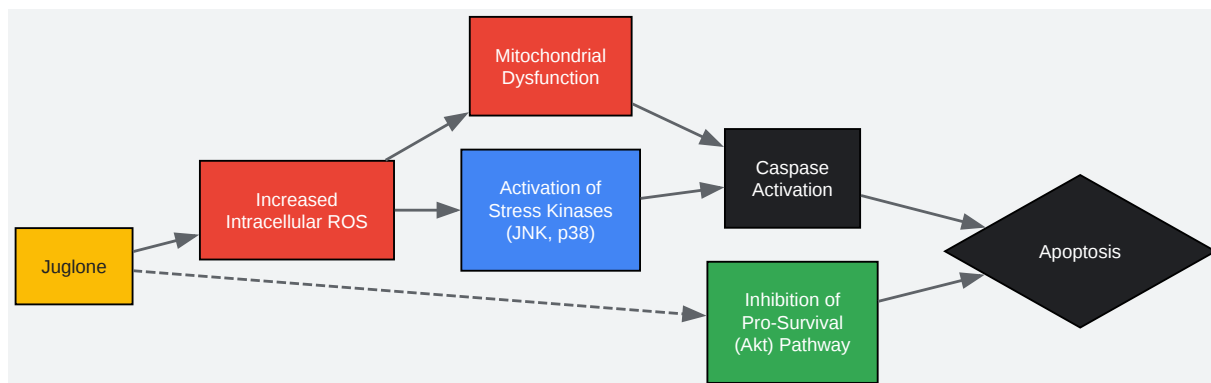 Juglone
Increased
Intracellular ROS
Mitochondrial
Dysfunction
Activation of
Stress Kinases
(JNK, p38)
Caspase
Activation
Inhibition of
Pro-Survival
(Akt) Pathway
Apoptosis